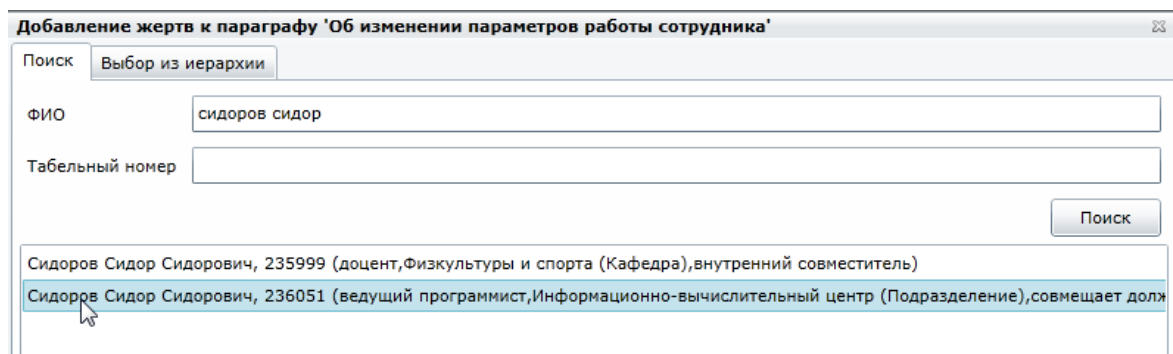 Добавление жертв к параграфу 'Об изменении параметров работы сотрудника'
Поиск Выбор из иерархии
ФИО сидоров сидор
Табельный номер
Поиск
Сидоров Сидор Сидорович, 235999 (доцент,Физкультуры и спорта (Кафедра),внутренний совместитель)
Сидоров Сидор Сидорович, 236051 (ведущий программист,Информационно-вычислительный центр (Подразделение),совмещает долж